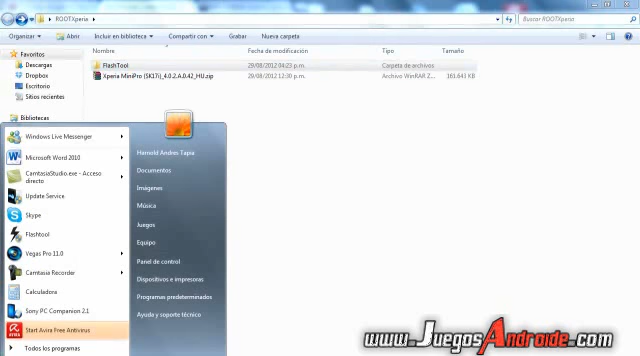 ROOTXperia
Buscar ROOTXperia
Organizar
Abrir
Incluir en biblioteca
Compartir con
Grabar
Nueva carpeta
Favoritos
Descargas
Dropbox
Escritorio
Sitios recientes
Bibliotecas
Nombre
Fecha de modificación
Tipo
Tamaño
FlashTool
29/08/2012 04:23 p.m.
Carpeta de archivos
Xperia MiniPro (SK17i)_4.0.2.A.0.42_HU.zip
29/08/2012 12:30 p.m.
Archivo WinRAR Z...
161.641 KB
Windows Live Messenger
Microsoft Word 2010
CamtasiaStudio.exe - Acceso
directo
Update Service
Skype
Flashtool
Vegas Pro 11.0
Camtasia Recorder
Calculadora
Sony PC Companion 2.1
Start Avira Free Antivirus
Todos los programas
Harnold Andres Tapia
Documentos
Imágenes
Música
Juegos
Equipo
Panel de control
Dispositivos e impresoras
Programas predeterminados
Ayuda y soporte técnico
www.JuegosAndroide.com